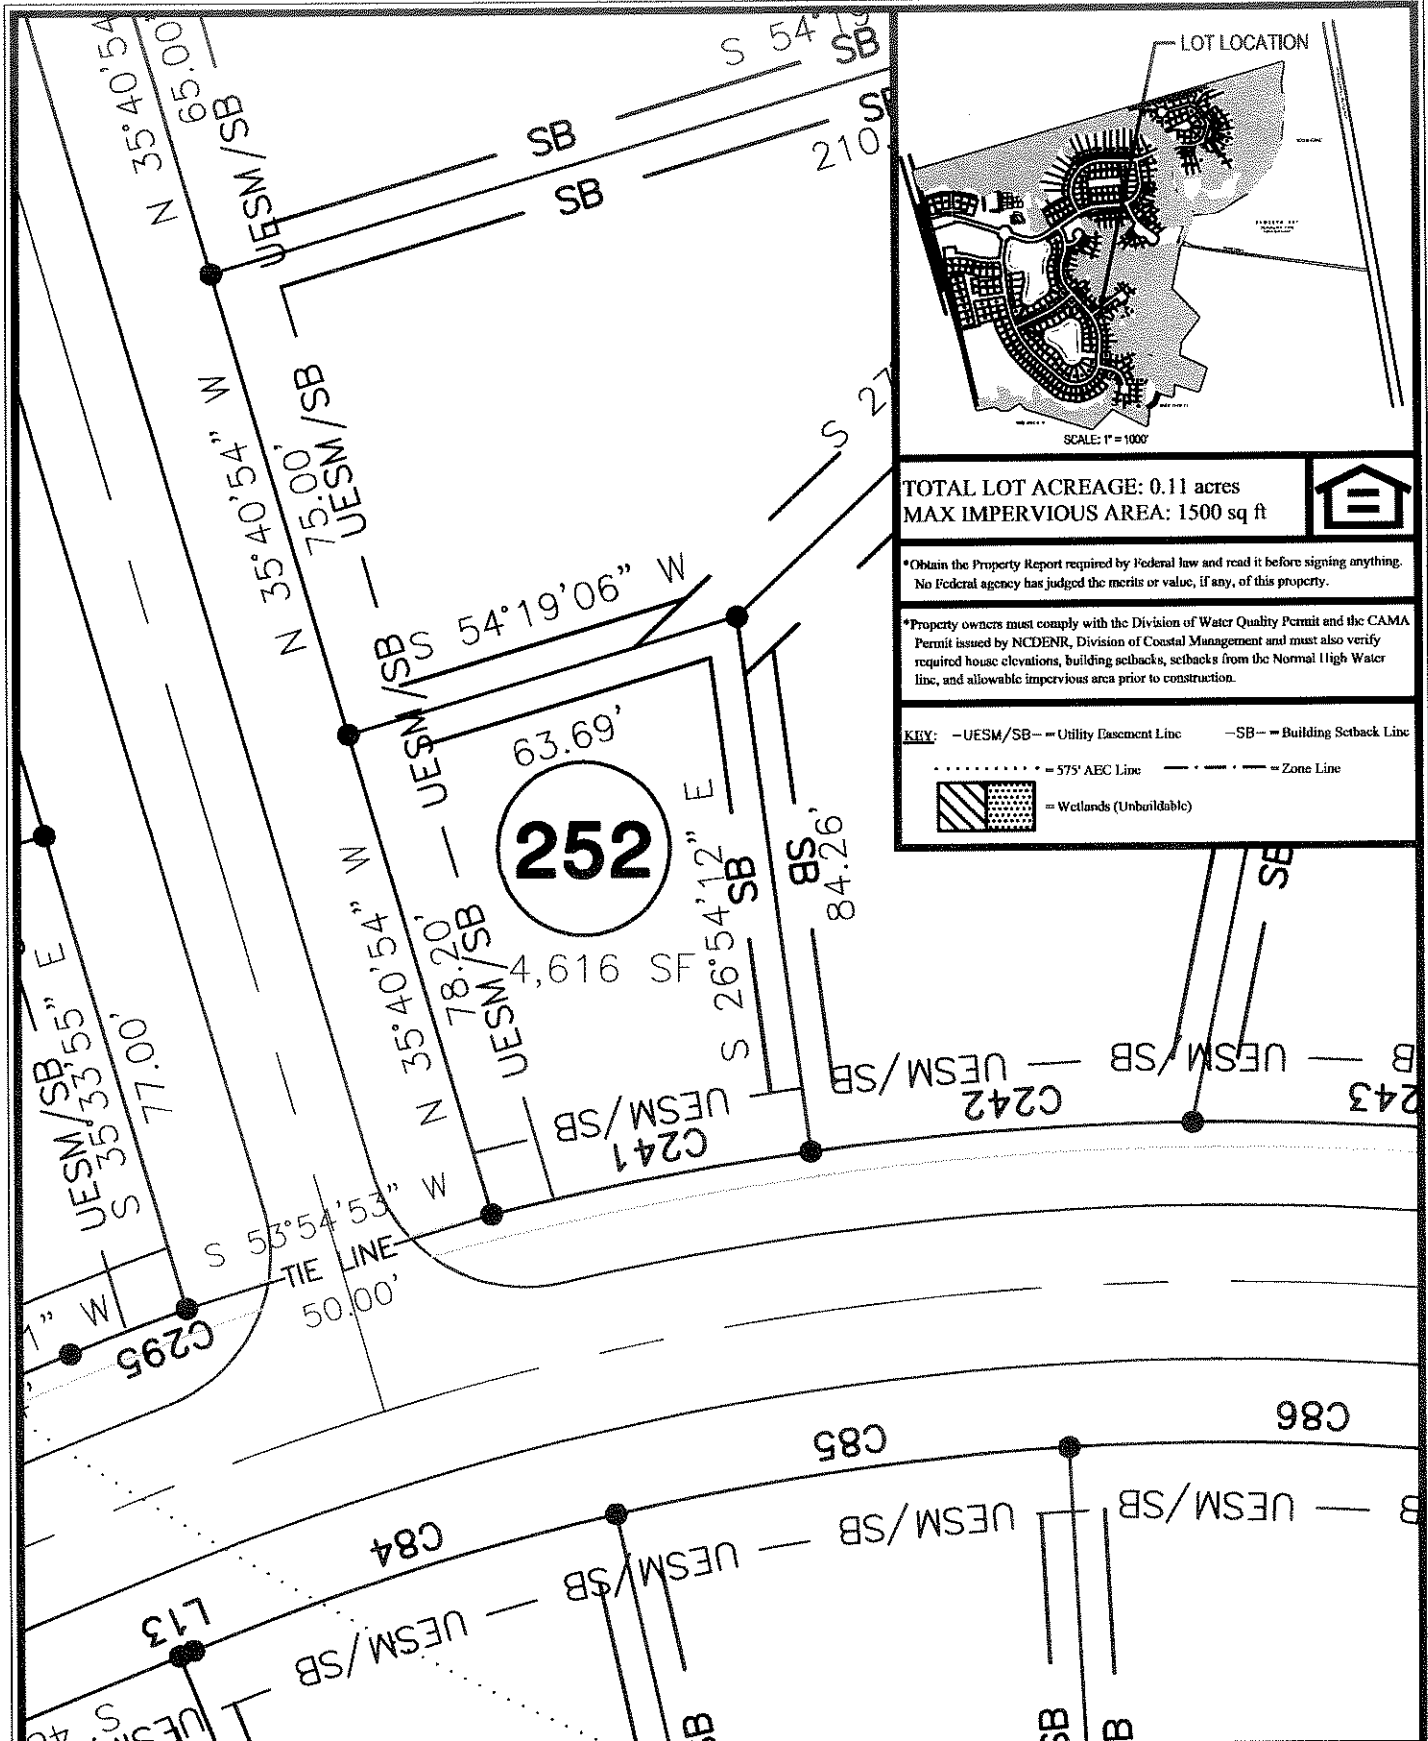 N 35°40'54
65.00'
UESM/SB
S 54°19
SB
SB
SB
SB
210.
N 35°40'54" W
75.00'
UESM/SB
S 27
S 54°19'06" W
UESM/SB
UESM/SB
63.69'
252
4,616 SF
N 35°40'54" W
78.20'
UESM/SB
S 26°54'12" E
SB
SB
84.26'
SB
UESM/SB
S 35°33'55" E
77.00'
UESM/SB
C241
UESM/SB — UESM/SB — UESM/SB — B
C242
243
S 53°54'53" W
TIE LINE
50.00'
1" W
C295
C85
C86
C84
L13
UESM/SB — UESM/SB — UESM/SB — UESM/SB — UESM/SB — B
SB
SB
SB
LOT LOCATION
SCALE: 1" = 1000'
TOTAL LOT ACREAGE: 0.11 acres
MAX IMPERVIOUS AREA: 1500 sq ft
*Obtain the Property Report required by Federal law and read it before signing anything.
No Federal agency has judged the merits or value, if any, of this property.
*Property owners must comply with the Division of Water Quality Permit and the CAMA
Permit issued by NCDENR, Division of Coastal Management and must also verify
required house elevations, building setbacks, setbacks from the Normal High Water
line, and allowable impervious area prior to construction.
KEY: -UESM/SB-- = Utility Easement Line -SB-- = Building Setback Line
= 575' AEC Line = Zone Line
= Wetlands (Unbuildable)